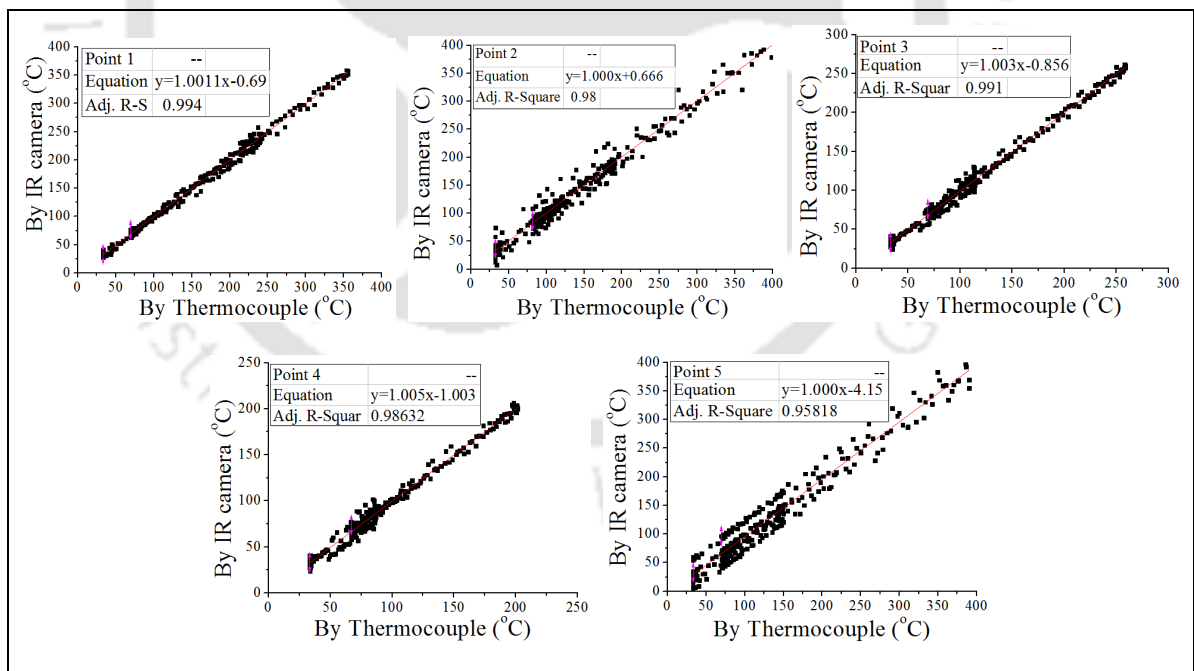 Point 1 --
Equation y=1.0011x-0.69
Adj. R-S 0.994
By IR camera (°C)
400
350
300
250
200
150
100
50
0
0 50 100 150 200 250 300 350 400
By Thermocouple (°C)
Point 2 --
Equation y=1.000x+0.666
Adj. R-Square 0.98
By IR camera (°C)
400
350
300
250
200
150
100
50
0
0 50 100 150 200 250 300 350 400
By Thermocouple (°C)
Point 3 --
Equation y=1.003x-0.856
Adj. R-Squar 0.991
By IR camera (°C)
300
250
200
150
100
50
0
0 50 100 150 200 250 300
By Thermocouple (°C)
Point 4 --
Equation y=1.005x-1.003
Adj. R-Squar 0.98632
By IR camera (°C)
250
200
150
100
50
0
0 50 100 150 200 250
By Thermocouple (°C)
Point 5 --
Equation y=1.000x-4.15
Adj. R-Square 0.95818
By IR camera (°C)
400
350
300
250
200
150
100
50
0
0 50 100 150 200 250 300 350 400
By Thermocouple (°C)